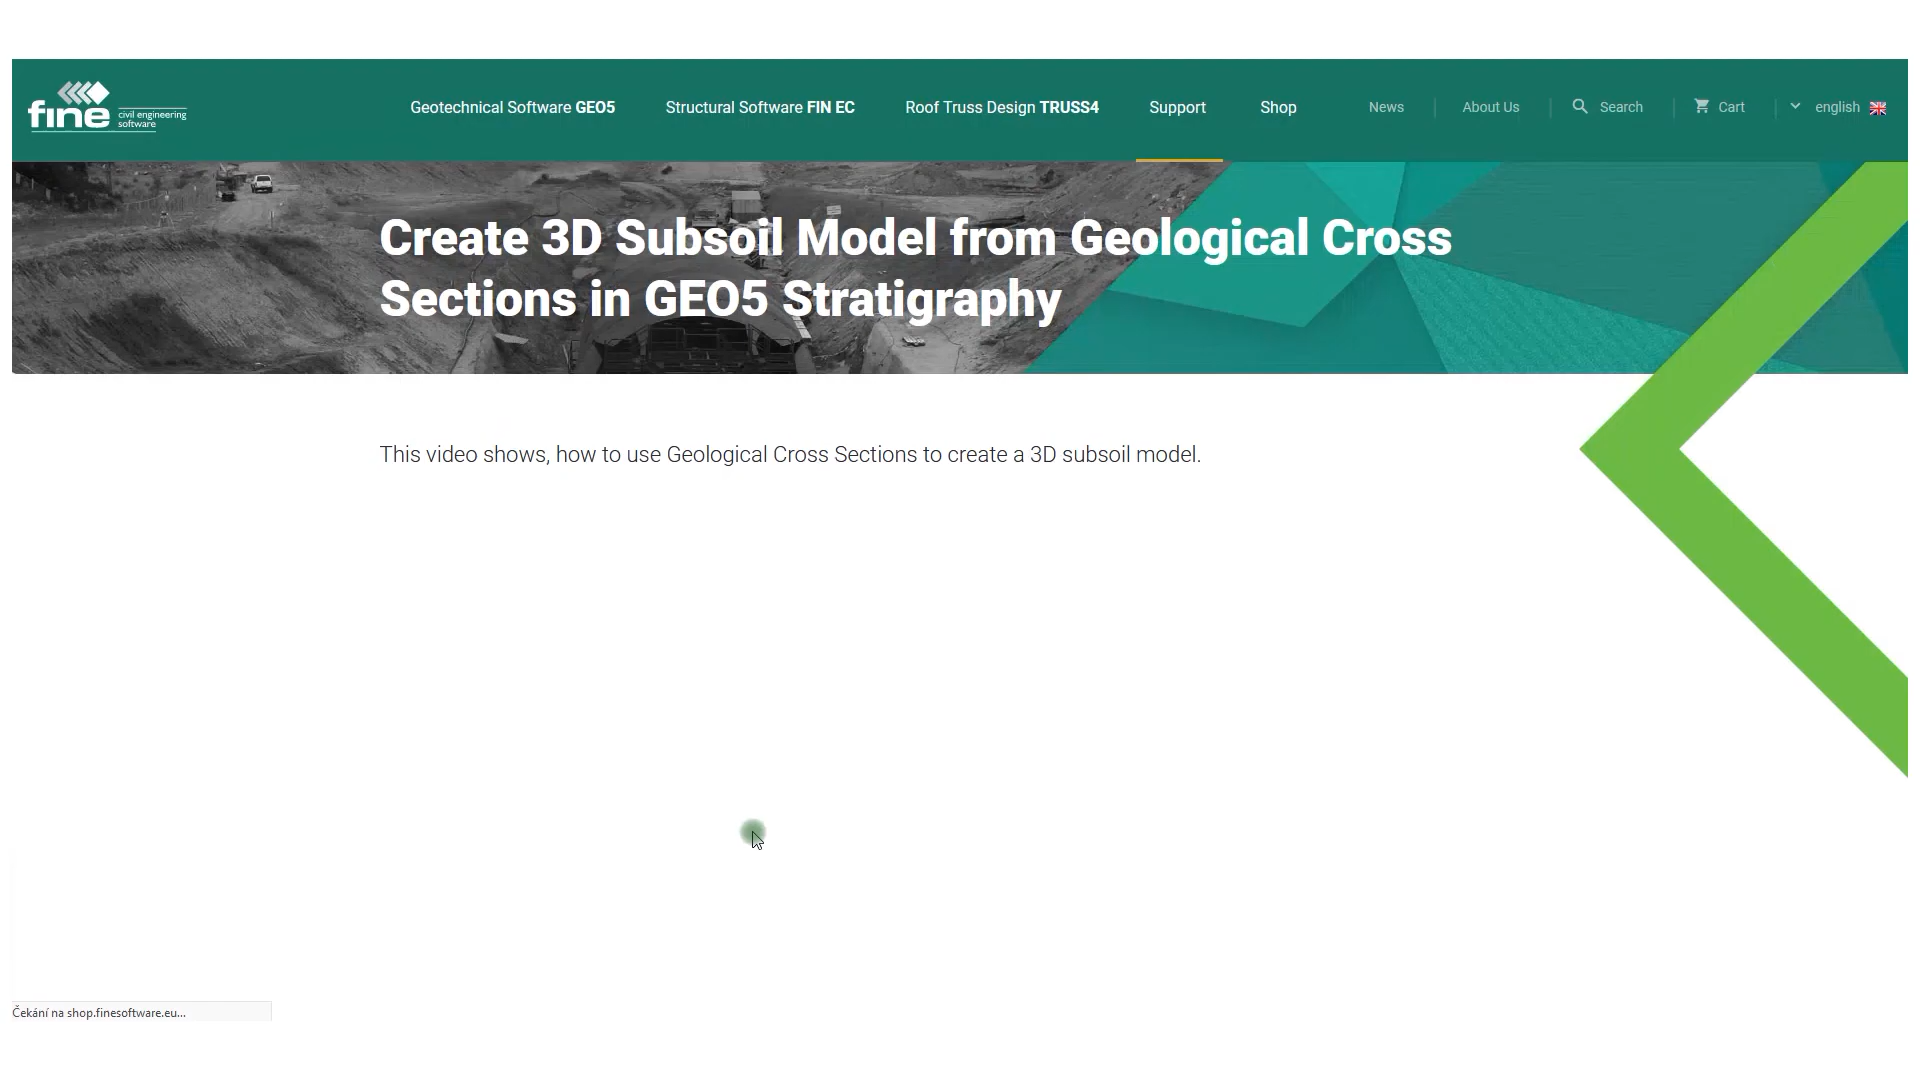 fine civil engineering software
Geotechnical Software GEO5 Structural Software FIN EC Roof Truss Design TRUSS4 Support Shop News About Us Search Cart english
Create 3D Subsoil Model from Geological Cross
Sections in GEO5 Stratigraphy
This video shows, how to use Geological Cross Sections to create a 3D subsoil model.
Čekání na shop.finesoftware.eu...